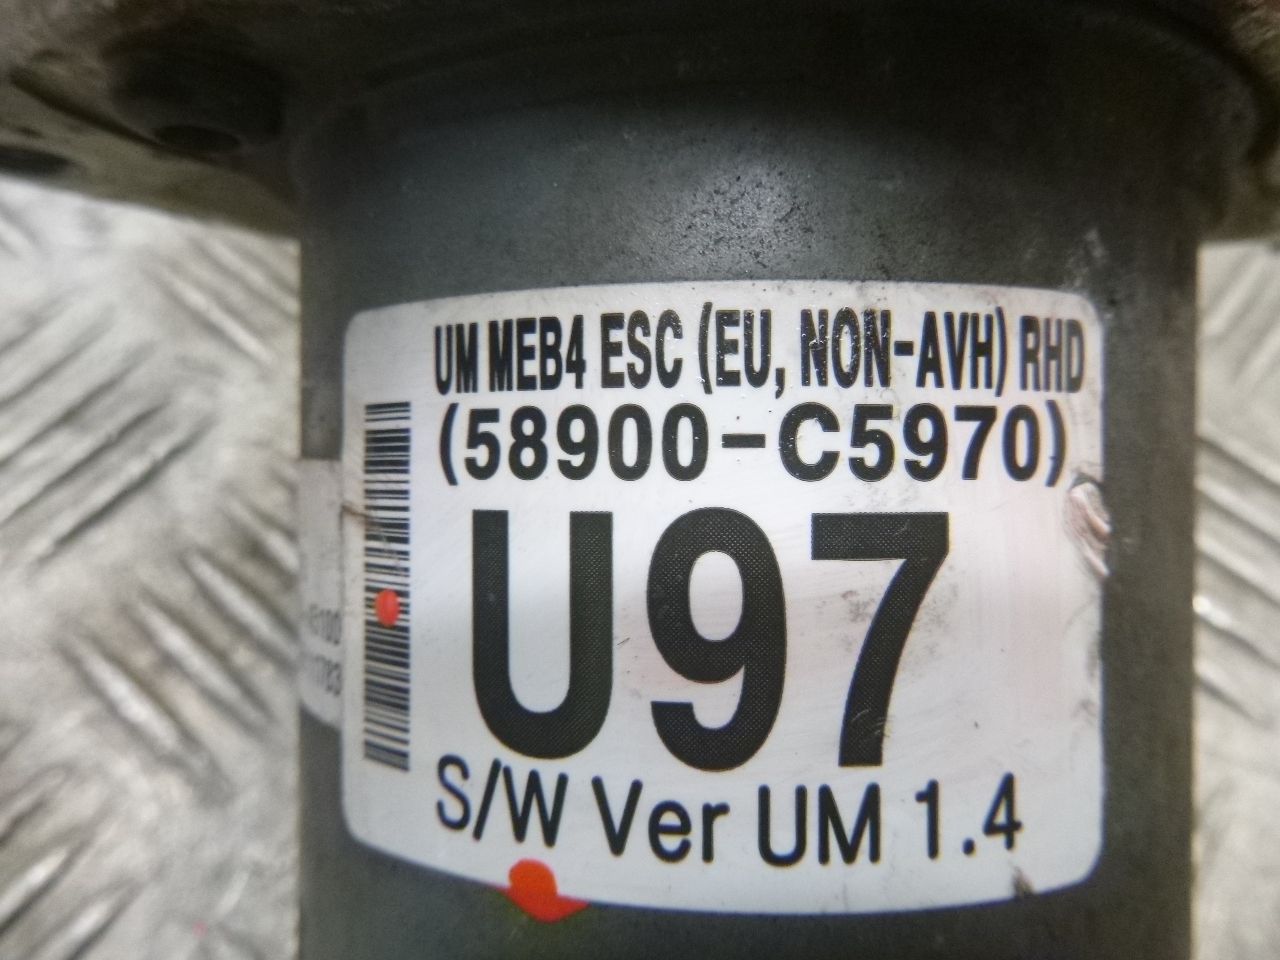 UM MEB4 ESC (EU, NON-AVH) RHD
(58900-C5970)
U97
S/W Ver UM 1.4